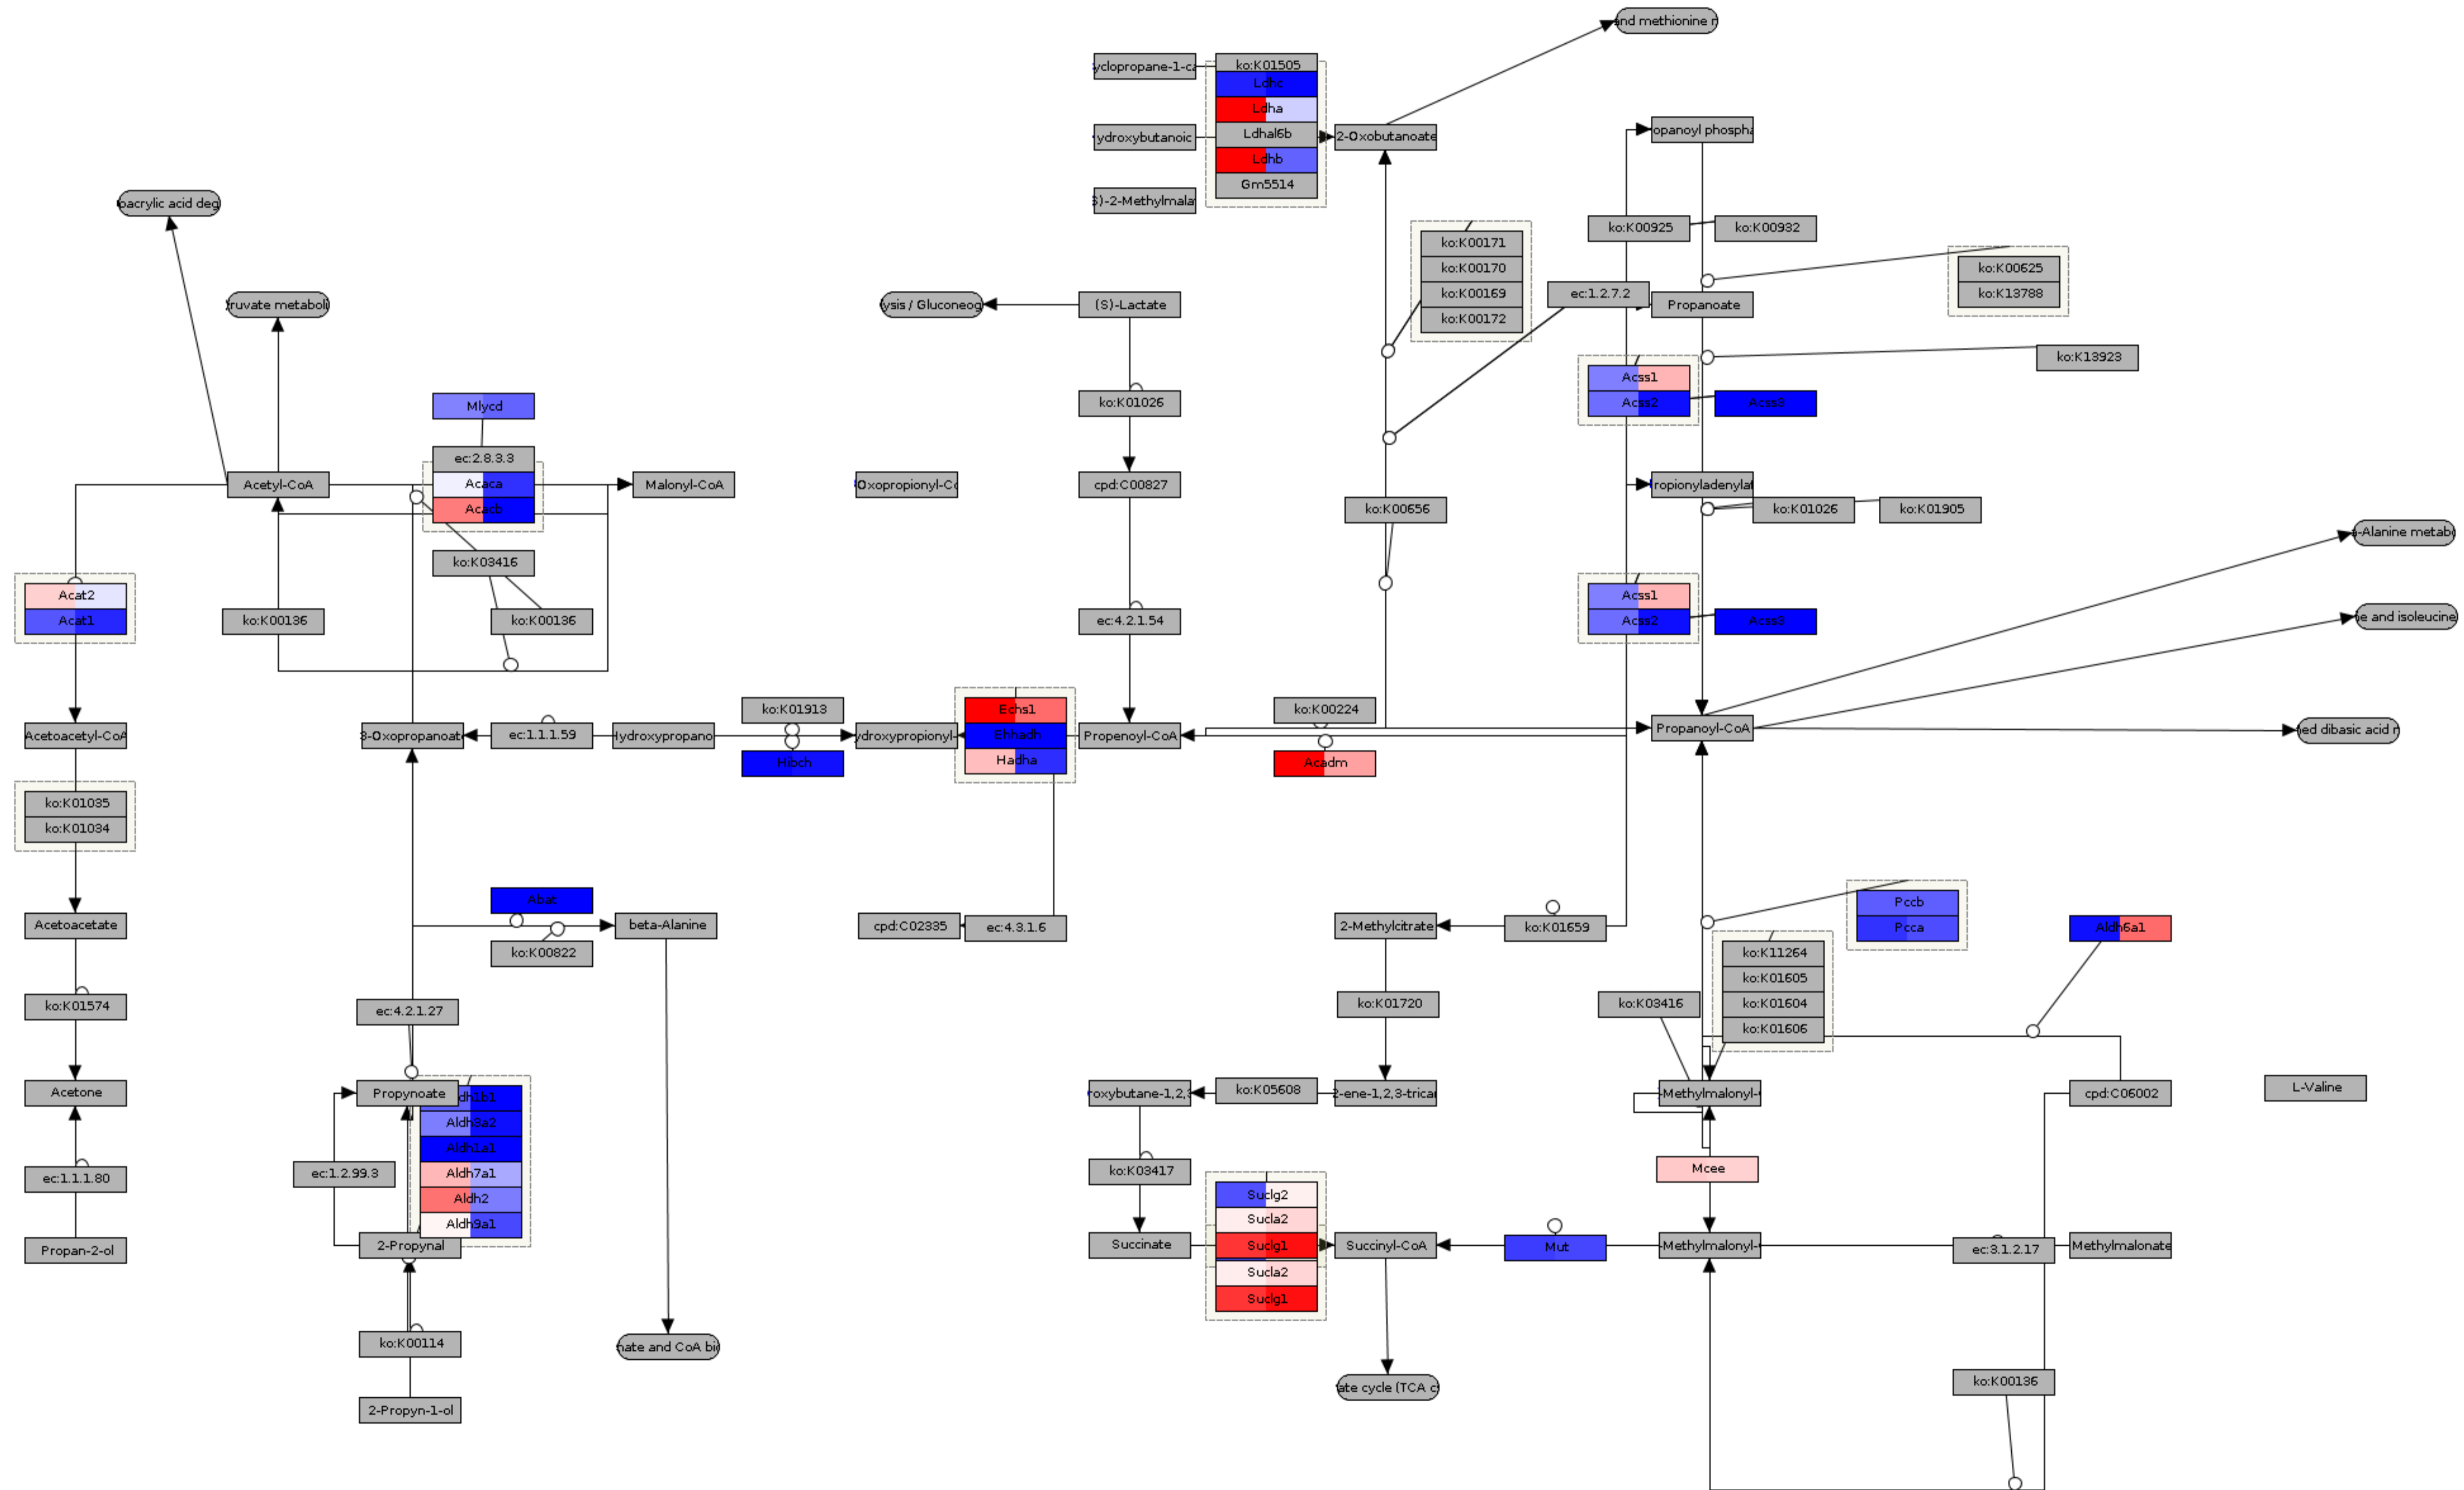 and methionine r
yclopropane-1-ca
ko:K01505
Ldhc
Ldha
ydroxybutanoic
Ldhal6b
2-Oxobutanoate
opanoyl phospha
Ldhb
Gm5514
S)-2-Methylmala
oacrylic acid deg
ko:K00925
ko:K00932
ko:K00171
ko:K00170
ko:K00169
ko:K00172
ko:K00625
ko:K13788
ruvate metaboli
ysis / Gluconeog
(S)-Lactate
ec:1.2.7.2
Propanoate
ko:K13923
Acss1
Acss2
Acss3
Mlycd
ko:K01026
ec:2.8.3.3
Acetyl-CoA
Acaca
Malonyl-CoA
Oxopropionyl-Co
cpd:C00827
ropionyladenylat
Acacb
ko:K00656
ko:K01026
ko:K01905
a-Alanine metabo
ko:K03416
Acat2
Acat1
ko:K00136
ko:K00136
ec:4.2.1.54
Acss1
Acss2
Acss3
e and isoleucine
ko:K01913
Echs1
ko:K00224
Acetoacetyl-CoA
3-Oxopropanoat
ec:1.1.1.59
Hydroxypropano
ydroxypropionyl-
Ehhadh
Propenoyl-CoA
Propanoyl-CoA
ed dibasic acid r
Hibch
Hadha
Acadm
ko:K01035
ko:K01034
Abat
Pccb
Pcca
Acetoacetate
beta-Alanine
cpd:C02335
ec:4.3.1.6
2-Methylcitrate
ko:K01659
Aldh6a1
ko:K00822
ko:K11264
ko:K01605
ko:K01604
ko:K01606
ko:K01574
ec:4.2.1.27
ko:K01720
ko:K03416
Acetone
Propynoate
dh1b1
oxybutane-1,2,3
ko:K05608
2-ene-1,2,3-trica
-Methylmalonyl-
cpd:C06002
L-Valine
Aldh3a2
Aldh1a1
Aldh7a1
Aldh2
Aldh9a1
ec:1.1.1.80
ec:1.2.99.3
ko:K03417
Mcee
Suclg2
Sucla2
Suclg1
Sucla2
Suclg1
Propan-2-ol
2-Propynal
Succinate
Succinyl-CoA
Mut
-Methylmalonyl-
ec:3.1.2.17
Methylmalonate
ko:K00114
nate and CoA bi
ate cycle (TCA c
ko:K00136
2-Propyn-1-ol